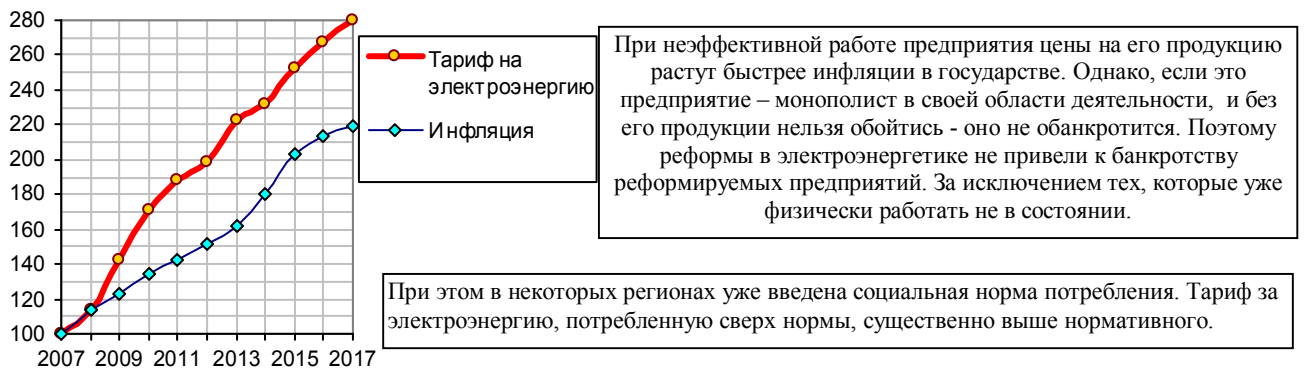 280
260
240
220
200
180
160
140
120
100
2007 2009 2011 2013 2015 2017
Тариф на
электроэнергию
Инфляция
При неэффективной работе предприятия цены на его продукцию
растут быстрее инфляции в государстве. Однако, если это
предприятие – монополист в своей области деятельности, и без
его продукции нельзя обойтись - оно не обанкротится. Поэтому
реформы в электроэнергетике не привели к банкротству
реформируемых предприятий. За исключением тех, которые уже
физически работать не в состоянии.
При этом в некоторых регионах уже введена социальная норма потребления. Тариф за
электроэнергию, потребленную сверх нормы, существенно выше нормативного.